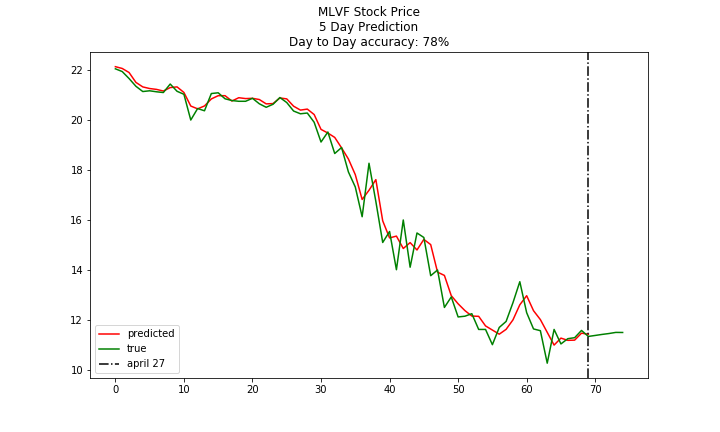 MLVF Stock Price
5 Day Prediction
Day to Day accuracy: 78%
22
20
18
16
14
12
10
predicted
true
april 27
0 10 20 30 40 50 60 70